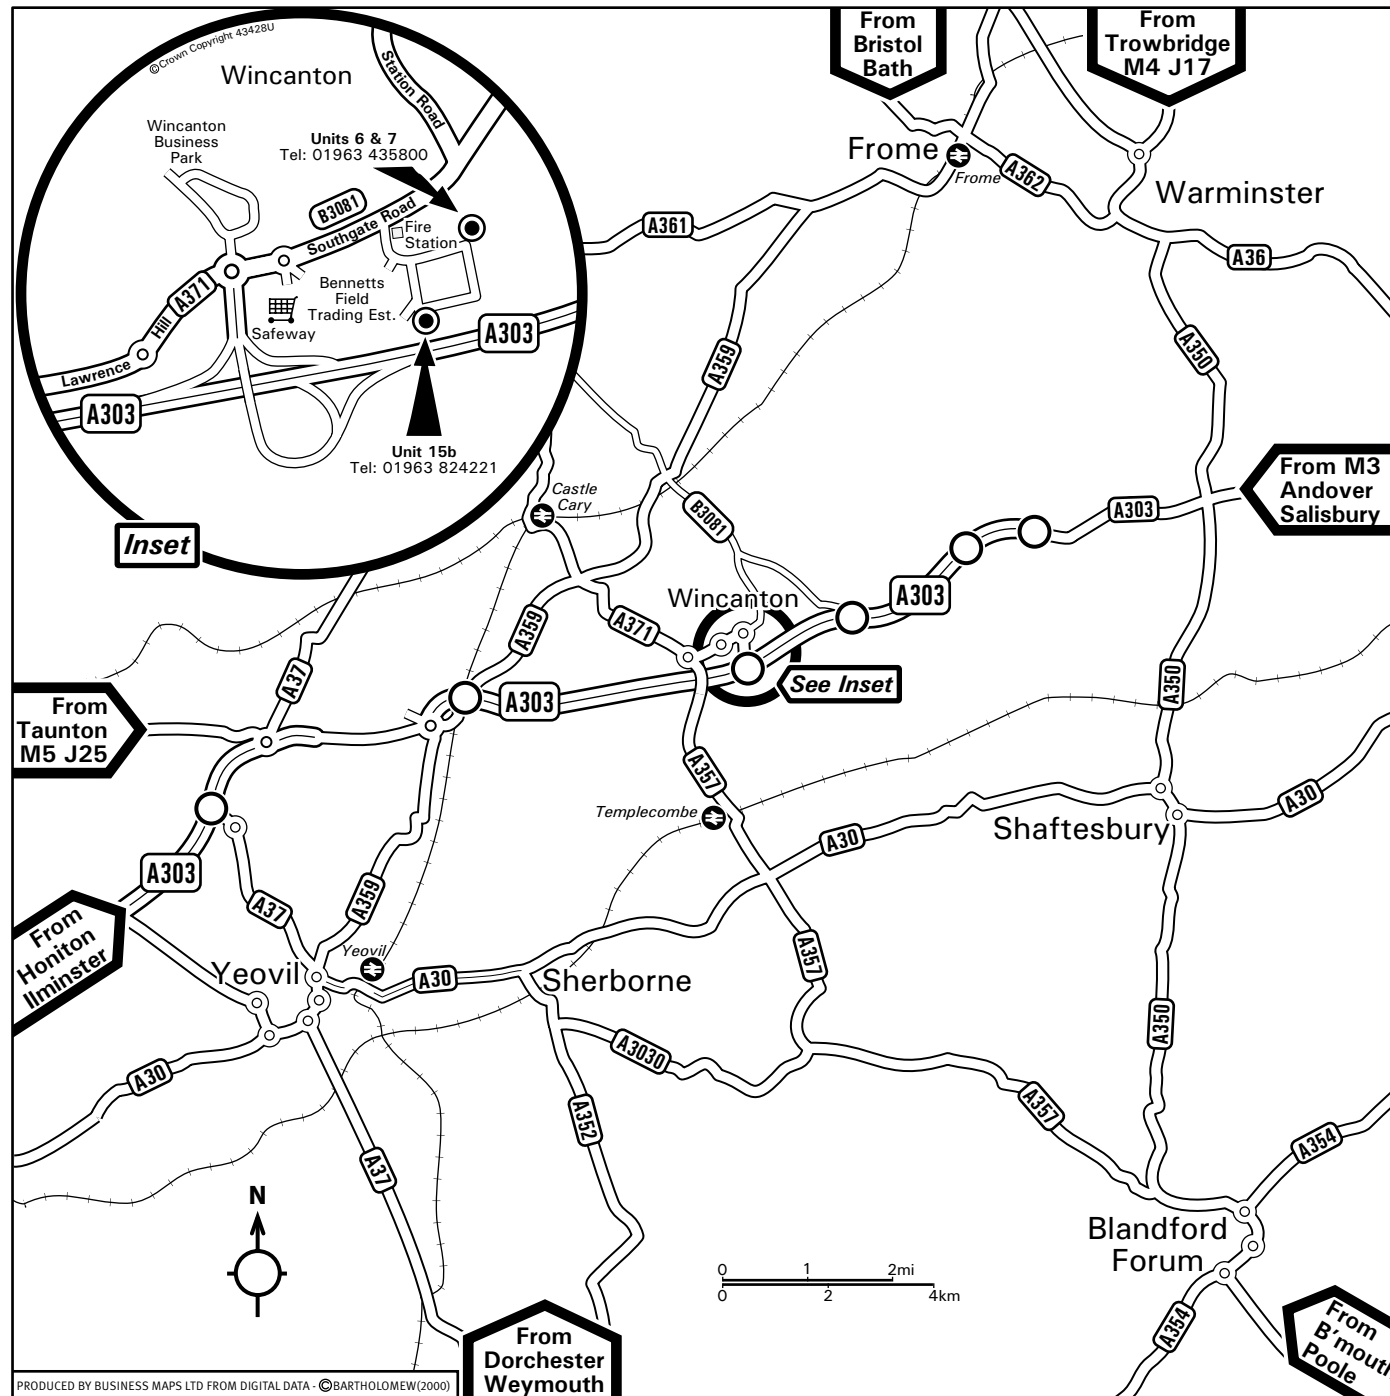 ©Crown Copyright 43428U
Wincanton
Station Road
Wincanton
Business
Park
Units 6 & 7
Tel: 01963 435800
B3081
Southgate Road
Fire
Station
A371
Hill
Lawrence
Bennetts
Field
Trading Est.
Safeway
A303
A303
Unit 15b
Tel: 01963 824221
Inset
From
Bristol
Bath
From
Trowbridge
M4 J17
Frome
Frome
A362
Warminster
A361
A36
A359
A350
From M3
Andover
Salisbury
A303
Castle
Cary
B3081
A303
Wincanton
A359
A371
See Inset
A37
A303
A350
From
Taunton
M5 J25
A357
Templecombe
A30
A30
Shaftesbury
A303
A37
A359
From
Honiton
Ilminster
Yeovil
Yeovil
A30
Sherborne
A357
A350
A3030
A30
A352
A357
A354
A37
N
Blandford
Forum
0 1 2mi
0 2 4km
A354
From
B'mouth
Poole
From
Dorchester
Weymouth
PRODUCED BY BUSINESS MAPS LTD FROM DIGITAL DATA - ©BARTHOLOMEW(2000)